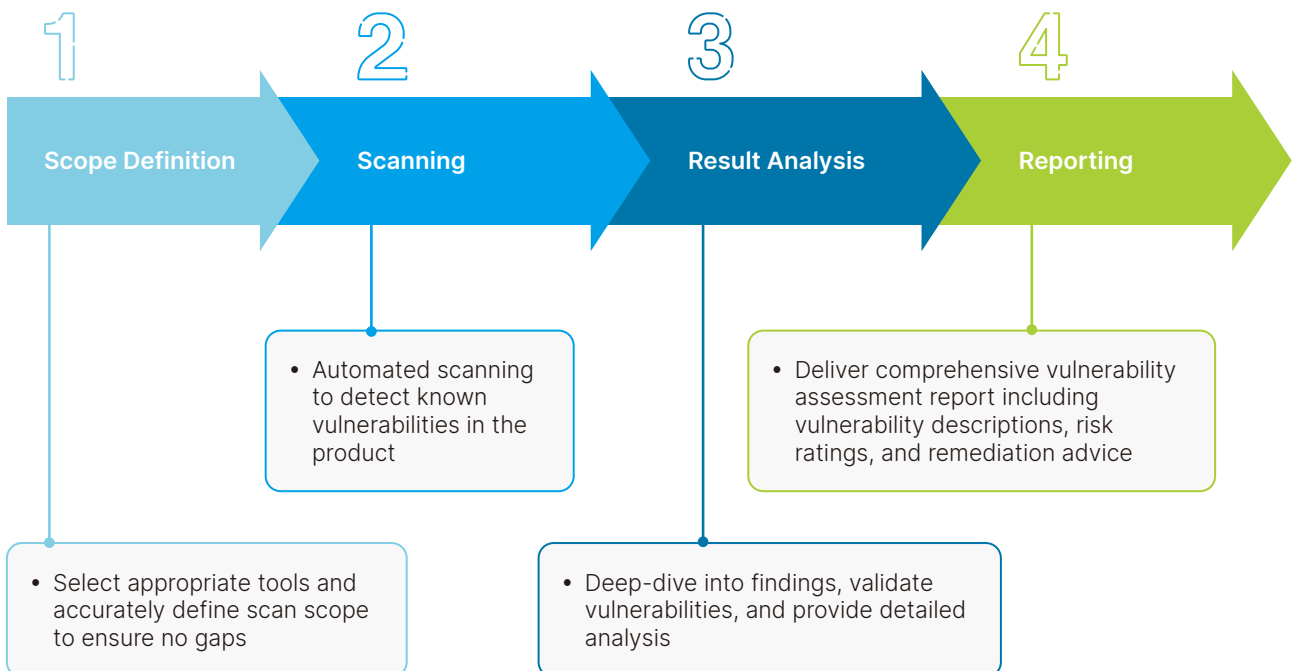 1
2
3
4
Scope Definition
Scanning
Result Analysis
Reporting
• Automated scanning
to detect known
vulnerabilities in the
product
• Deliver comprehensive vulnerability
assessment report including
vulnerability descriptions, risk
ratings, and remediation advice
• Select appropriate tools and
accurately define scan scope
to ensure no gaps
• Deep-dive into findings, validate
vulnerabilities, and provide detailed
analysis